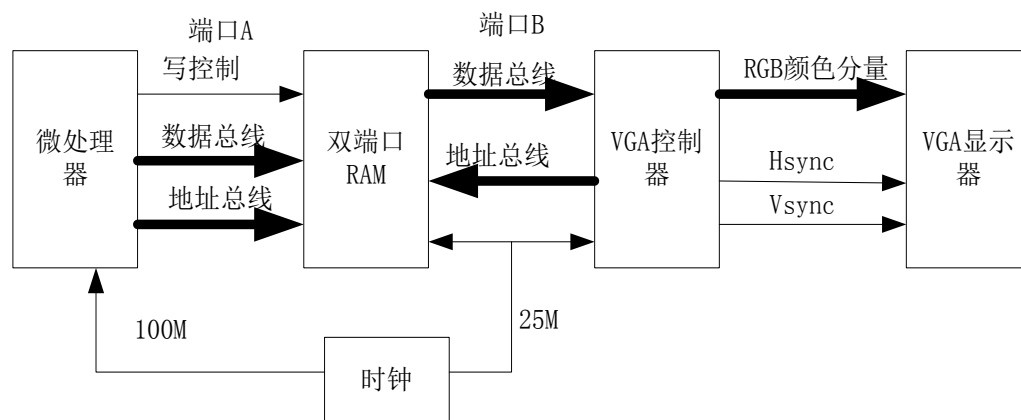 端口A
端口B
写控制
数据总线
RGB颜色分量
微处理
器
数据总线
地址总线
双端口
RAM
地址总线
VGA控制
器
Hsync
Vsync
VGA显示
器
100M
25M
时钟